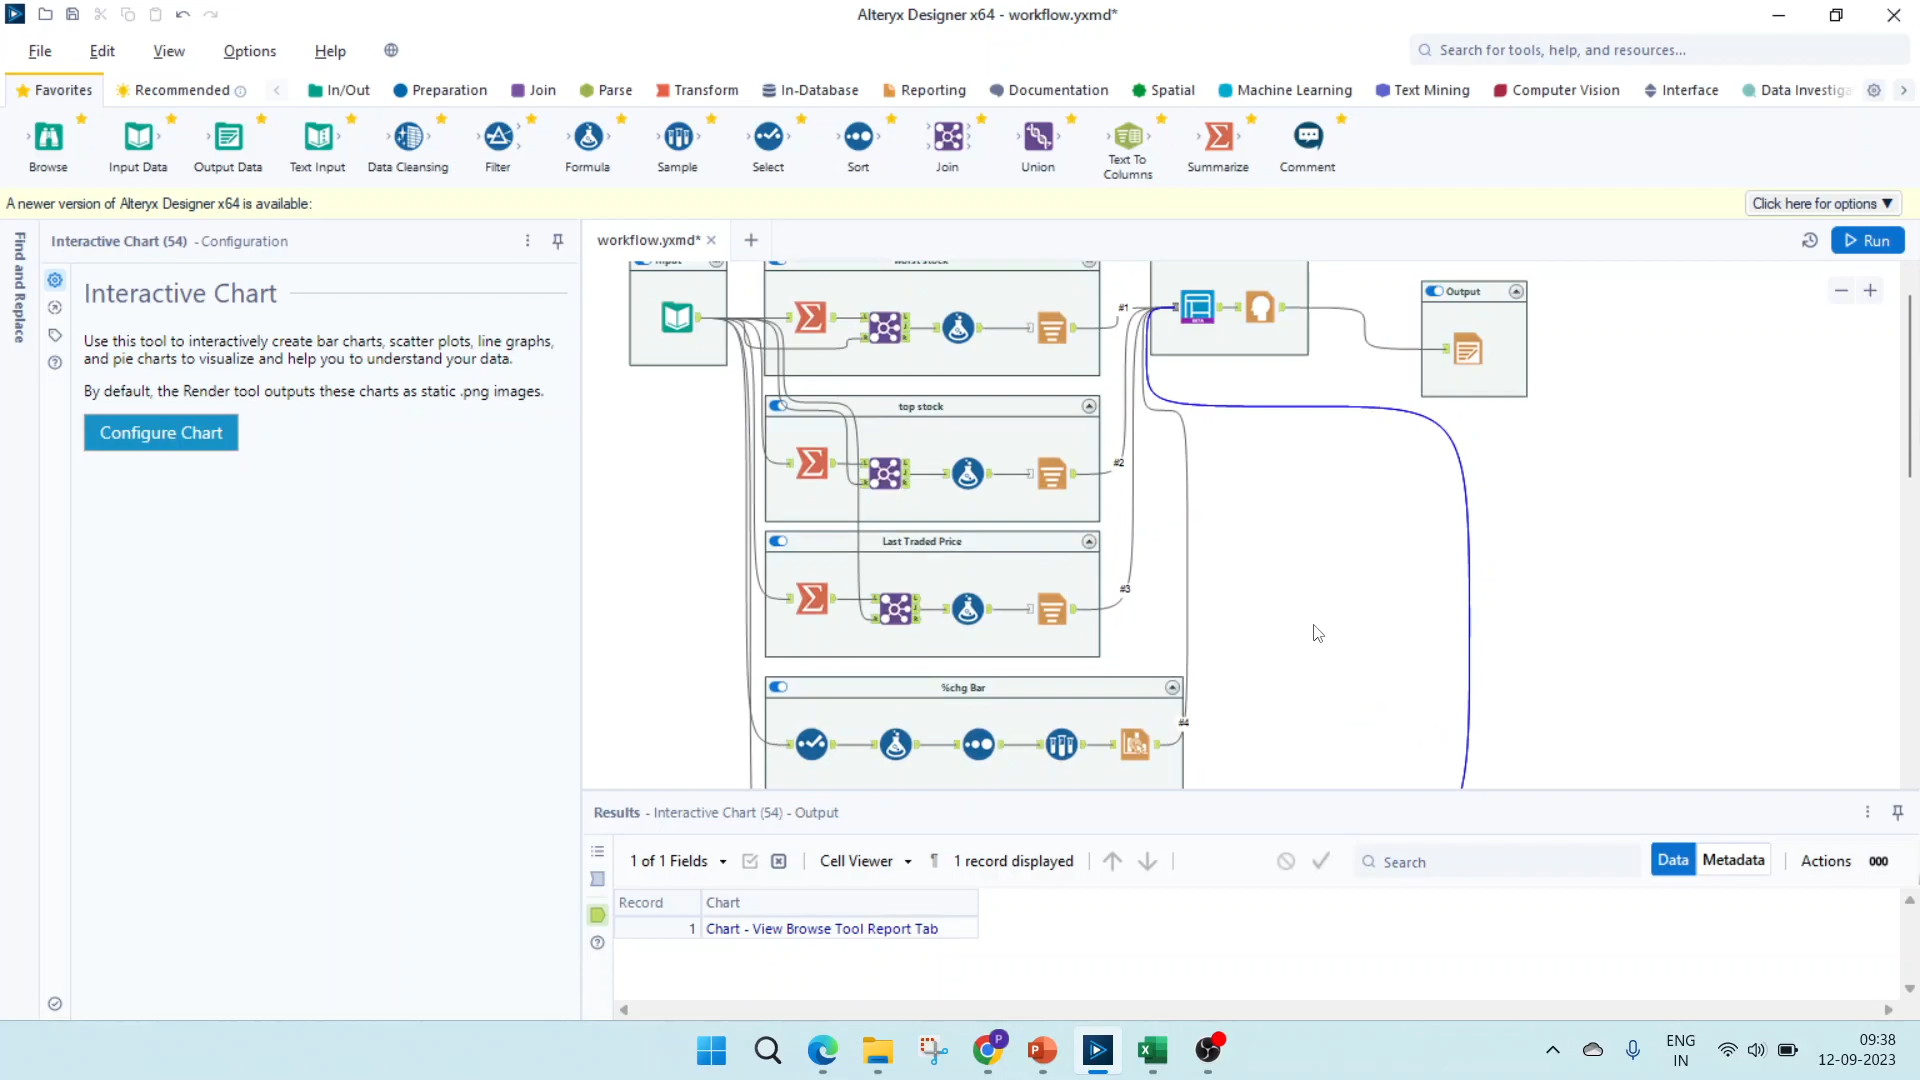 Alteryx Designer x64 - workflow.yxmd*
File Edit View Options Help
Search for tools, help, and resources...
Favorites Recommended In/Out Preparation Join Parse Transform In-Database Reporting Documentation Spatial Machine Learning Text Mining Computer Vision Interface Data Investiga
Browse Input Data Output Data Text Input Data Cleansing Filter Formula Sample Select Sort Join Union Text To Columns Summarize Comment
A newer version of Alteryx Designer x64 is available:
Click here for options ▼
Find and Replace
Interactive Chart (54) - Configuration
workflow.yxmd*
Run
Interactive Chart
Use this tool to interactively create bar charts, scatter plots, line graphs,
and pie charts to visualize and help you to understand your data.
By default, the Render tool outputs these charts as static .png images.
Configure Chart
Input
worst stock
#1
BETA
Output
top stock
#2
Last Traded Price
#3
%chg Bar
#4
Results - Interactive Chart (54) - Output
1 of 1 Fields Cell Viewer 1 record displayed Search Data Metadata Actions 000
Record Chart
1 Chart - View Browse Tool Report Tab
P
ENG
IN
09:38
12-09-2023